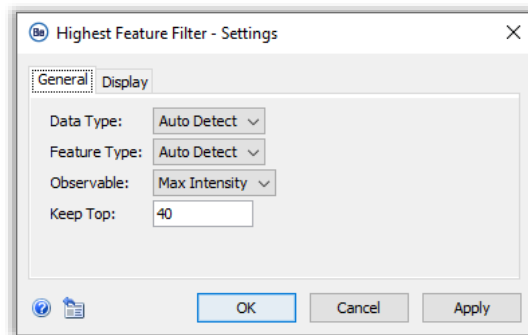 Be Highest Feature Filter - Settings
General Display
Data Type: Auto Detect
Feature Type: Auto Detect
Observable: Max Intensity
Keep Top: 40
OK Cancel Apply